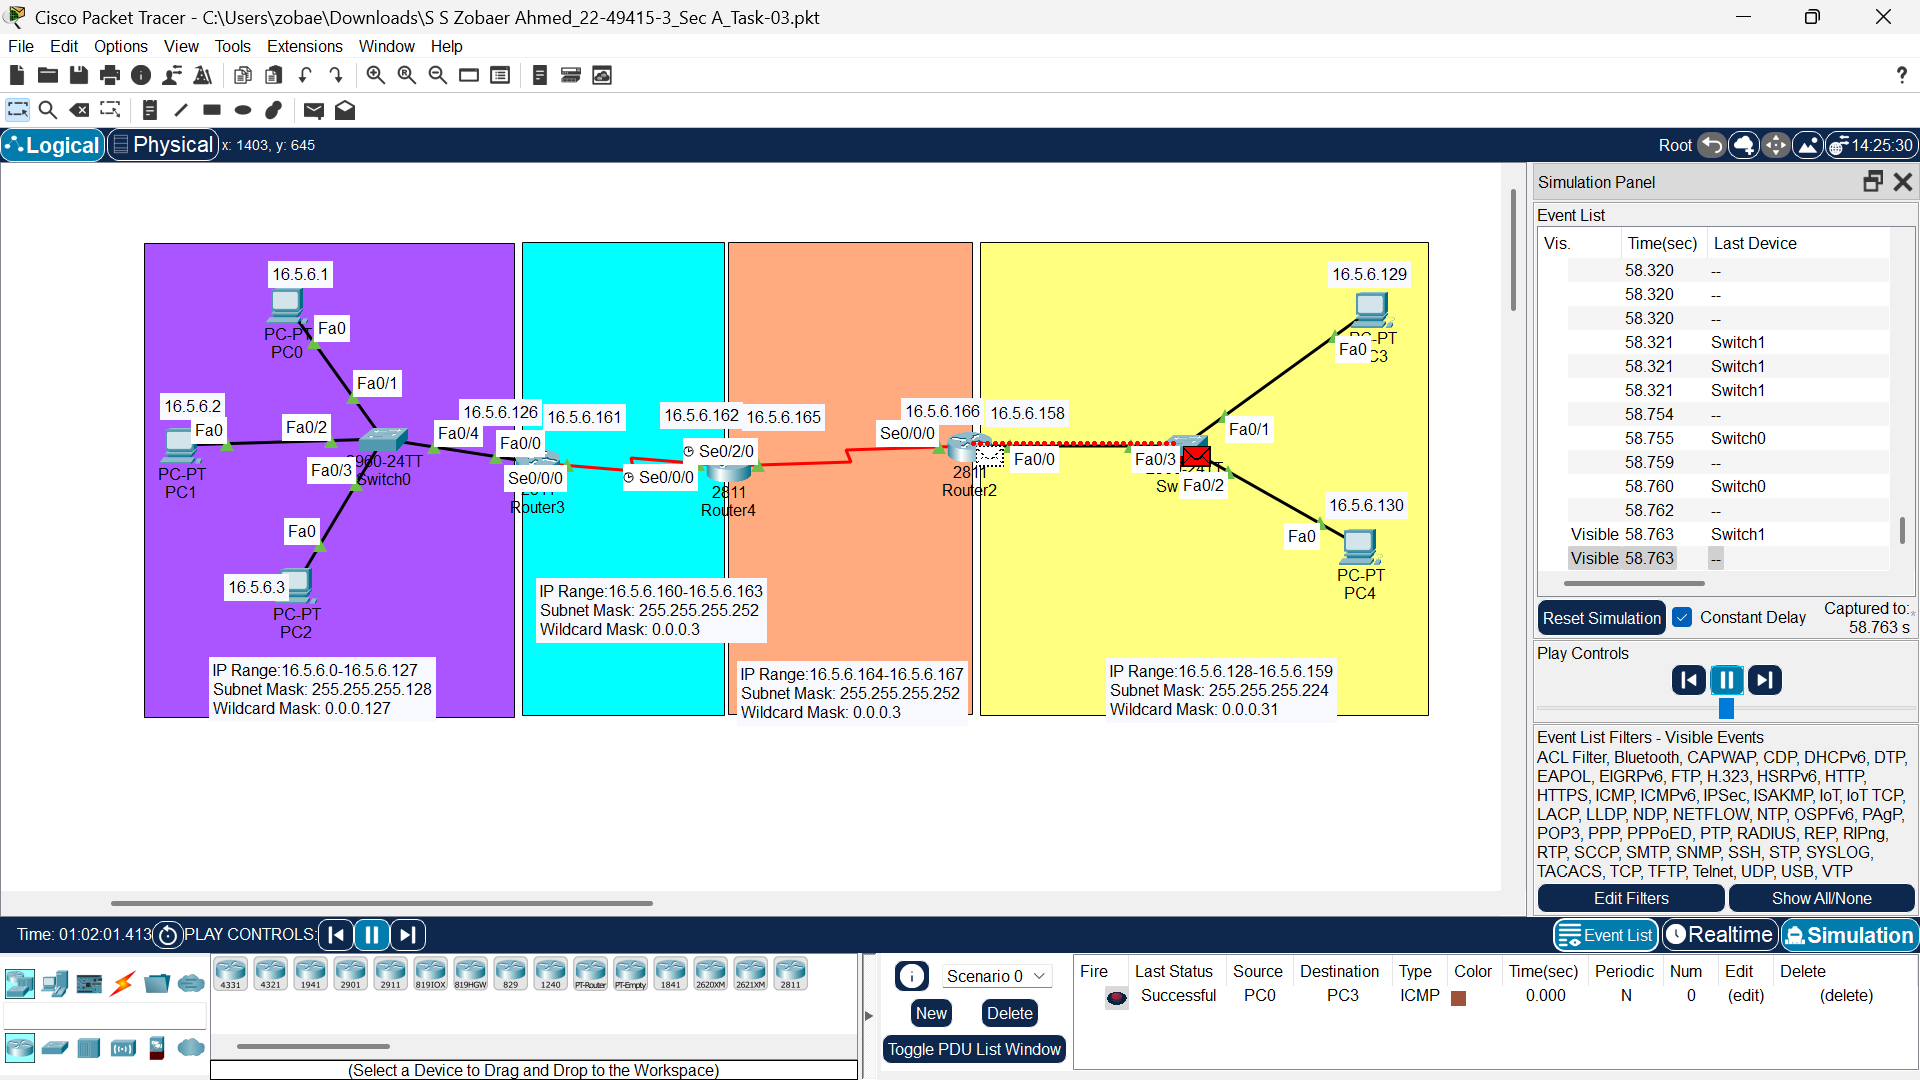 Cisco Packet Tracer - C:\Users\zobae\Downloads\S S Zobaer Ahmed_22-49415-3_Sec A_Task-03.pkt
File Edit Options View Tools Extensions Window Help
Logical Physical x: 1403, y: 645
Root 14:25:30
16.5.6.1
Fa0
PC-PT
PC0
Fa0/1
16.5.6.2
Fa0
PC-PT
PC1
Fa0/2
Fa0/3
Fa0/4
2960-24TT
Switch0
Fa0
16.5.6.3
PC-PT
PC2
IP Range:16.5.6.0-16.5.6.127
Subnet Mask: 255.255.255.128
Wildcard Mask: 0.0.0.127
16.5.6.126
Fa0/0
Se0/0/0
2811
Router3
16.5.6.161
16.5.6.162
Se0/2/0
Se0/0/0
2811
Router4
IP Range:16.5.6.160-16.5.6.163
Subnet Mask: 255.255.255.252
Wildcard Mask: 0.0.0.3
16.5.6.165
16.5.6.166
Se0/0/0
2811
Router2
IP Range:16.5.6.164-16.5.6.167
Subnet Mask: 255.255.255.252
Wildcard Mask: 0.0.0.3
16.5.6.158
Fa0/0
Fa0/3
Fa0/1
Fa0/2
Sw
-24TT
16.5.6.129
Fa0
-PT
C3
16.5.6.130
Fa0
PC-PT
PC4
IP Range:16.5.6.128-16.5.6.159
Subnet Mask: 255.255.255.224
Wildcard Mask: 0.0.0.31
Simulation Panel
Event List
Vis. Time(sec) Last Device
58.320 --
58.320 --
58.320 --
58.321 Switch1
58.321 Switch1
58.321 Switch1
58.754 --
58.755 Switch0
58.759 --
58.760 Switch0
58.762 --
Visible 58.763 Switch1
Visible 58.763 --
Reset Simulation Constant Delay Captured to:
58.763 s
Play Controls
Event List Filters - Visible Events
ACL Filter, Bluetooth, CAPWAP, CDP, DHCPv6, DTP,
EAPOL, EIGRPv6, FTP, H.323, HSRPv6, HTTP,
HTTPS, ICMP, ICMPv6, IPSec, ISAKMP, IoT, IoT TCP,
LACP, LLDP, NDP, NETFLOW, NTP, OSPFv6, PAgP,
POP3, PPP, PPPoED, PTP, RADIUS, REP, RIPng,
RTP, SCCP, SMTP, SNMP, SSH, STP, SYSLOG,
TACACS, TCP, TFTP, Telnet, UDP, USB, VTP
Edit Filters Show All/None
Time: 01:02:01.413 PLAY CONTROLS:
Event List Realtime Simulation
4331 4321 1941 2901 2911 819IOX 819HGW 829 1240 PT-Router PT-Empty 1841 2620XM 2621XM 2811
(Select a Device to Drag and Drop to the Workspace)
Scenario 0
New Delete
Toggle PDU List Window
Fire Last Status Source Destination Type Color Time(sec) Periodic Num Edit Delete
Successful PC0 PC3 ICMP 0.000 N 0 (edit) (delete)